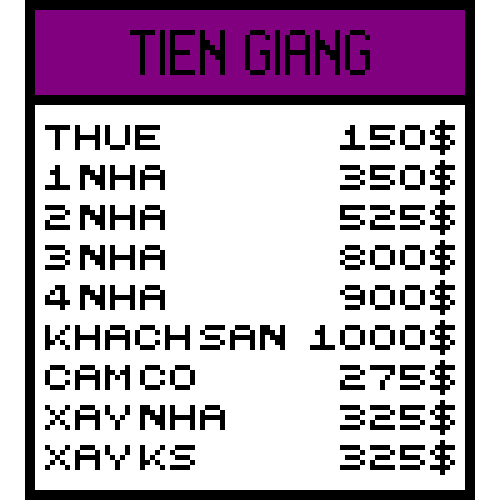 TIEN GIANG
THUE 150$
1 NHA 350$
2 NHA 525$
3 NHA 800$
4 NHA 900$
KHACH SAN 1000$
CAM CO 275$
XAY NHA 325$
XAY KS 325$